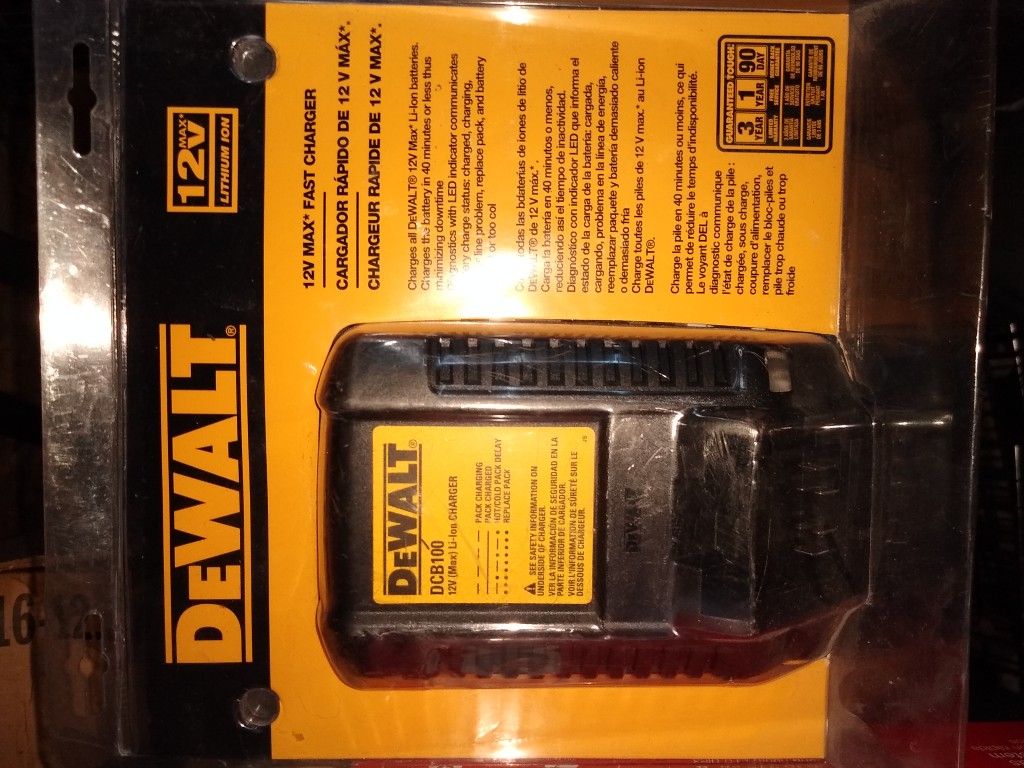 DEWALT®
12V MAX*
LITHIUM ION
12V MAX* FAST CHARGER
CARGADOR RÁPIDO DE 12 V MÁX*.
CHARGEUR RAPIDE DE 12 V MAX*.
Charges all DEWALT® 12V Max* Li-Ion batteries.
Charges the battery in 40 minutes or less thus
minimizing downtime
with LED indicator communicates
charge status: charged, charging,
line problem, replace pack, and battery
or too col
todas las bdaterías de iones de litio de
DEWALT® de 12 V máx.*.
Carga la batería en 40 minutos o menos,
reduciendo así el tiempo de inactividad.
Diagnóstico con indicador LED que informa el
estado de la carga de la batería: cargada,
cargando, problema en la línea de energía,
reemplazar paquete y batería demasiado caliente
o demasiado fría
Charge toutes les piles de 12 V max.* au Li-Ion
DEWALT®.
Charge la pile en 40 minutes ou moins, ce qui
permet de réduire le temps d'indisponibilité.
Le voyant DEL à
diagnostic communique
l'état de charge de la pile :
chargée, sous charge,
coupure d'alimentation,
remplacer le bloc-piles et
pile trop chaude ou trop
froide
GUARANTEED TOUGH.
3 YEAR
1 YEAR
90 DAY
DEWALT®
DCB100
12V (Max) Li-Ion CHARGER
PACK CHARGING
PACK CHARGED
HOT/COLD PACK DELAY
REPLACE PACK
SEE SAFETY INFORMATION ON
UNDERSIDE OF CHARGER.
VER LA INFORMACIÓN DE SEGURIDAD EN LA
PARTE INFERIOR DE CARGADOR.
VOIR L'INFORMATION DE SÛRETÉ SUR LE
DESSOUS DE CHARGEUR.
DEWALT
16-12